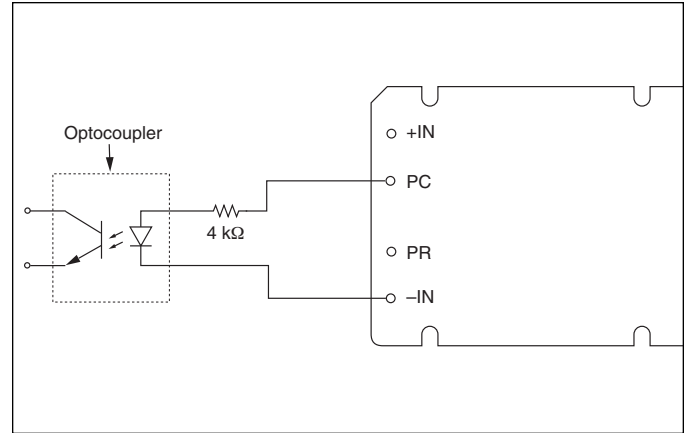 Optocoupler
+IN
PC
4 kΩ
PR
–IN